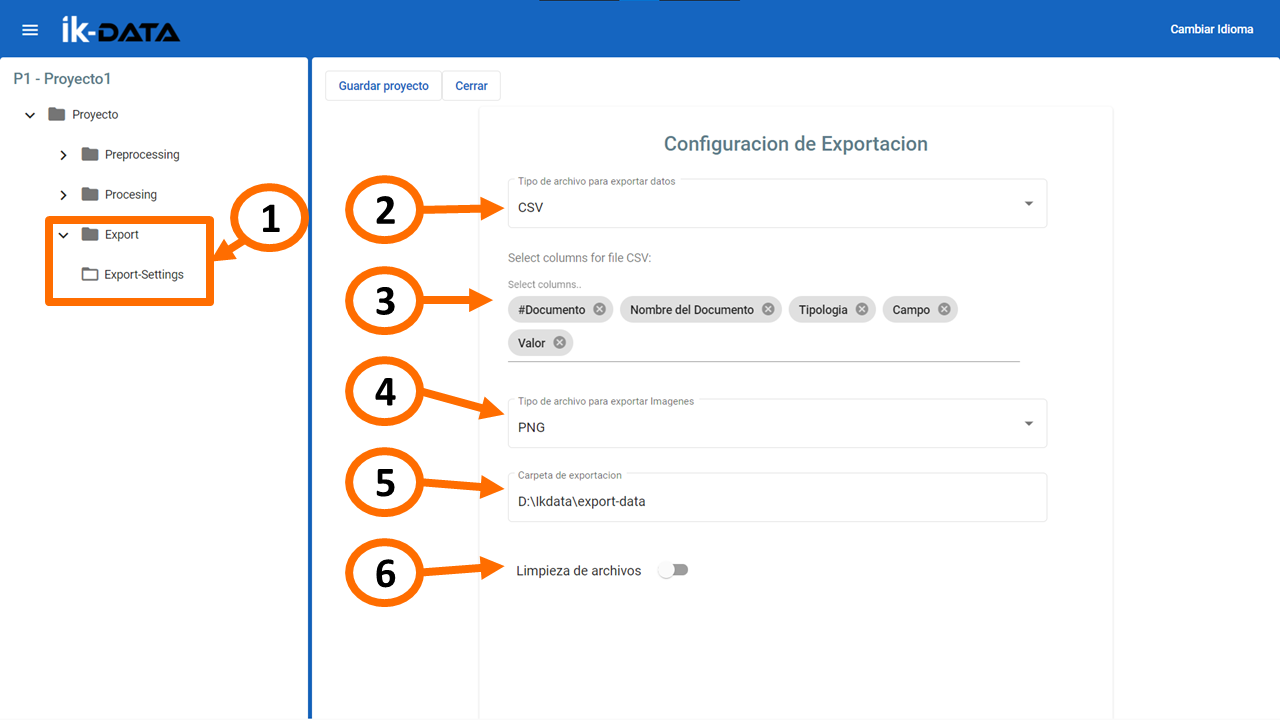 ik-DATA
Cambiar Idioma
P1 - Proyecto1
Proyecto
Preprocessing
Procesing
Export
Export-Settings
1
Guardar proyecto
Cerrar
Configuracion de Exportacion
2
Tipo de archivo para exportar datos
CSV
Select columns for file CSV:
3
Select columns..
#Documento
Nombre del Documento
Tipologia
Campo
Valor
4
Tipo de archivo para exportar Imagenes
PNG
5
Carpeta de exportacion
D:\Ikdata\export-data
6
Limpieza de archivos